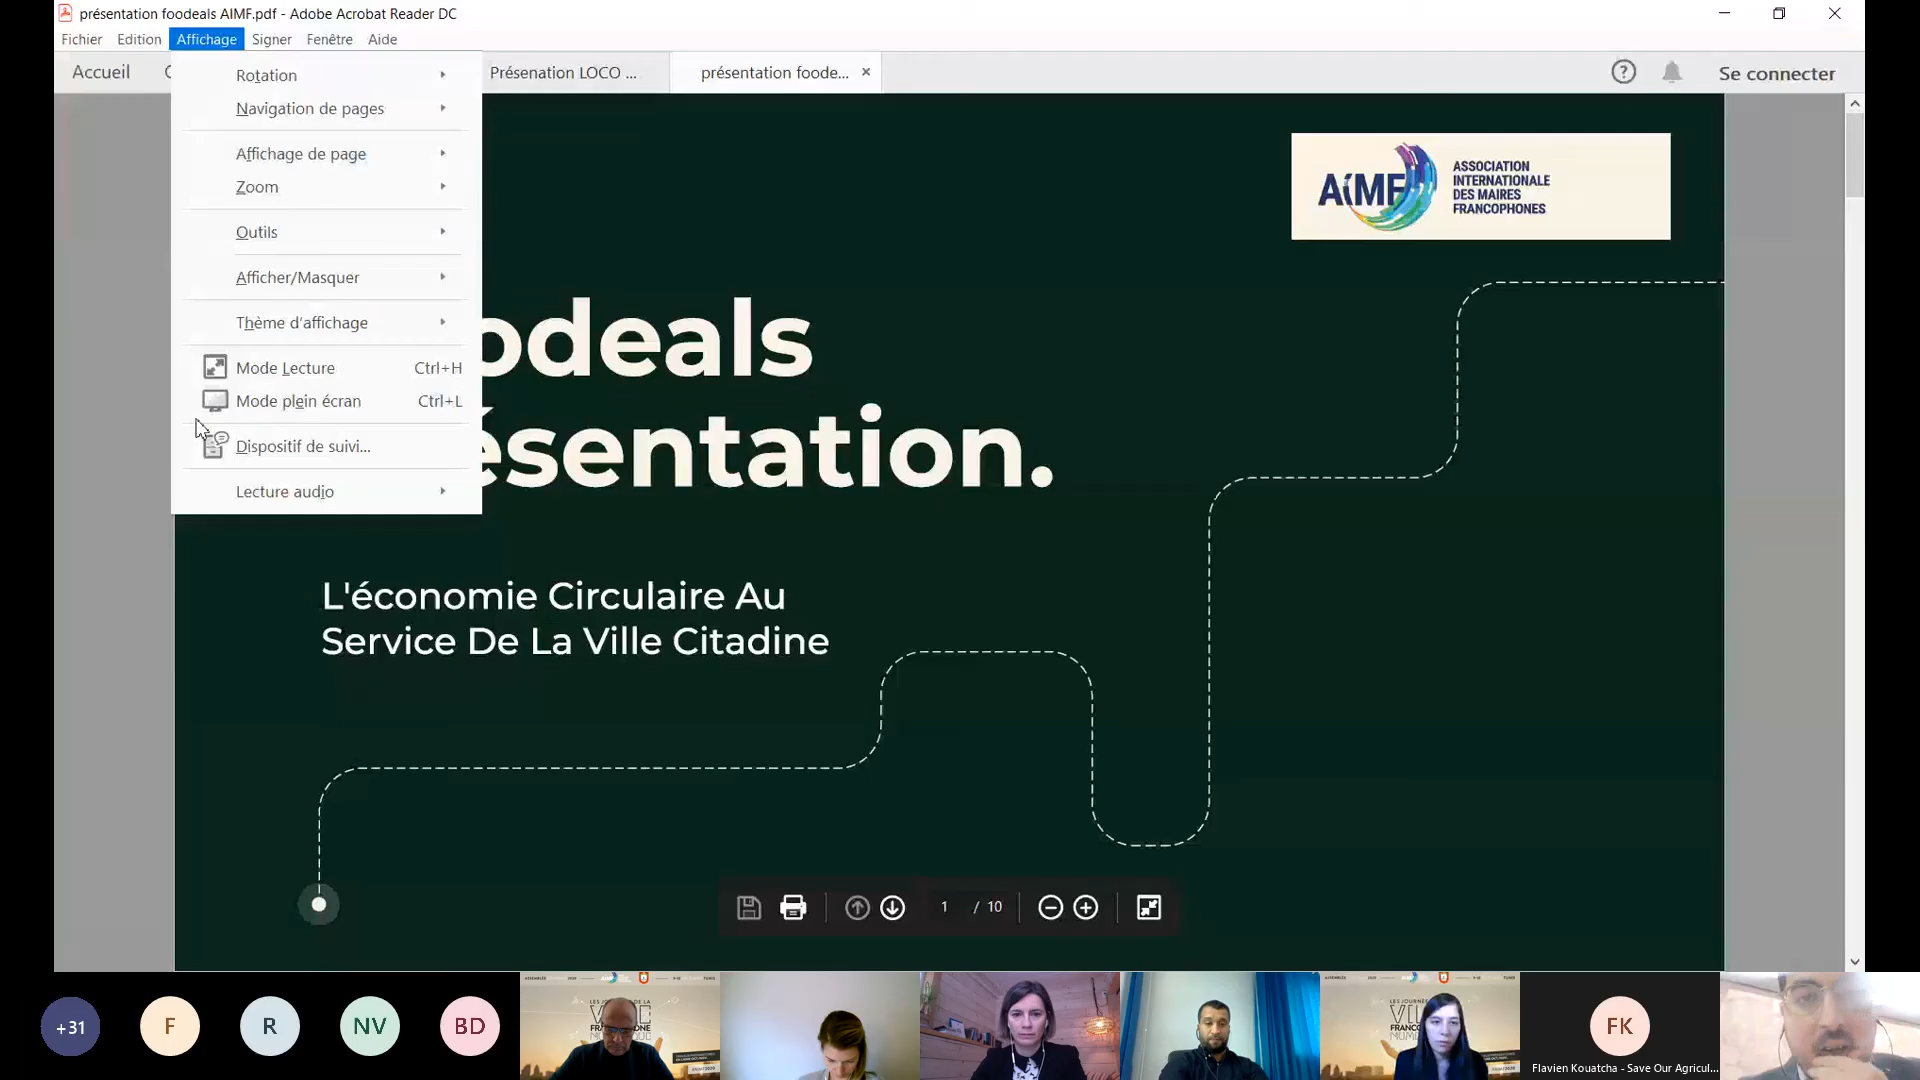 présentation foodeals AIMF.pdf - Adobe Acrobat Reader DC
Fichier Edition Affichage Signer Fenêtre Aide
Accueil
Présenation LOCO ...
présentation foode... ×
Se connecter
Rotation
Navigation de pages
Affichage de page
Zoom
Outils
Afficher/Masquer
Thème d'affichage
Mode Lecture Ctrl+H
Mode plein écran Ctrl+L
Dispositif de suivi...
Lecture audio
AIMF
ASSOCIATION
INTERNATIONALE
DES MAIRES
FRANCOPHONES
odeals
ésentation.
L'économie Circulaire Au
Service De La Ville Citadine
1 / 10
+31
F
R
NV
BD
FK
Flavien Kouatcha - Save Our Agricul...